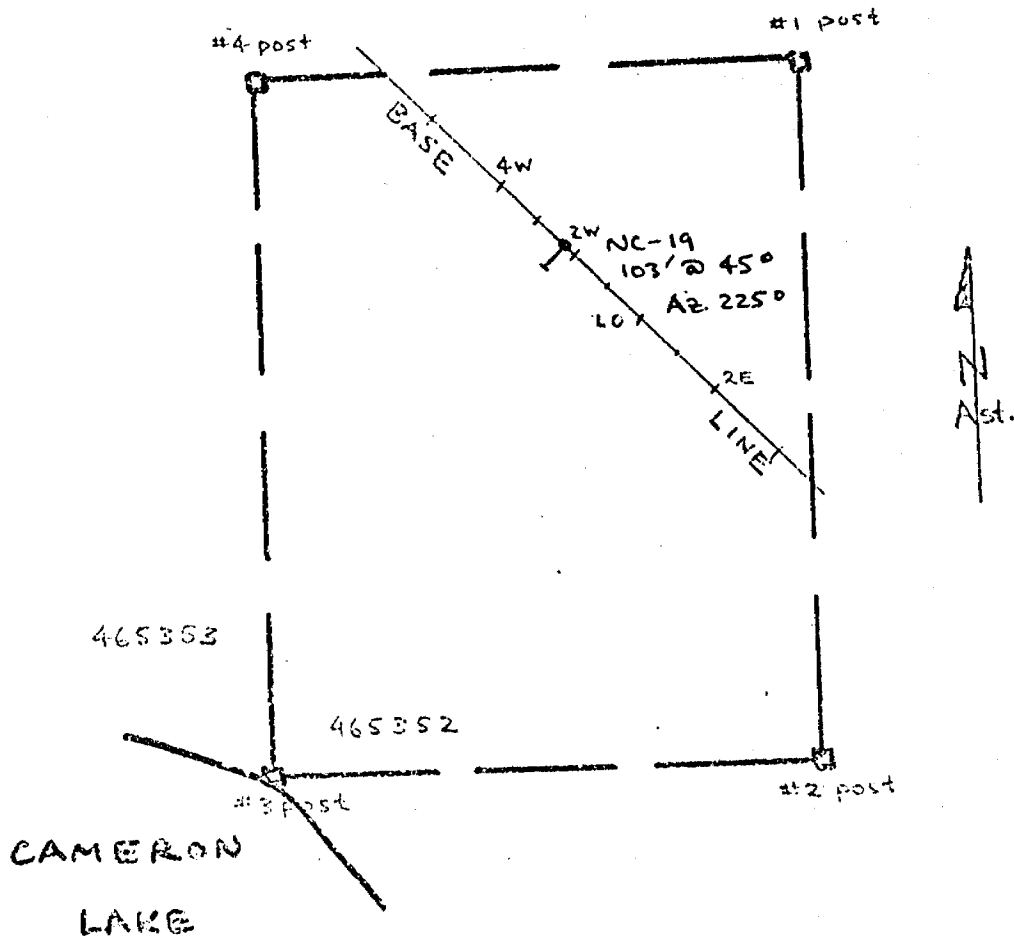 #4 post
#1 post
BASE
4W
2W
NC-19
103' @ 45°
Az. 225°
LO
2E
LINE
N
Ast.
465353
465352
#3 post
#2 post
CAMERON
LAKE